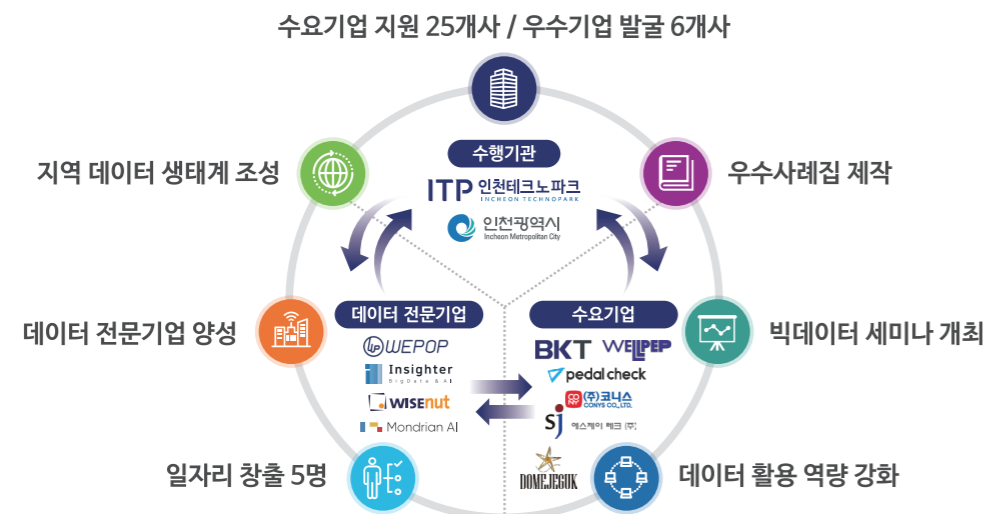 수요기업 지원 25개사 / 우수기업 발굴 6개사
지역 데이터 생태계 조성
우수사례집 제작
수행기관
ITP 인천테크노파크
INCHEON TECHNOPARK
인천광역시
Incheon Metropolitan City
데이터 전문기업 양성
빅데이터 세미나 개최
데이터 전문기업
WEPOP
Insighter
BigData & AI
WISEnut
Mondrian AI
수요기업
BKT WELLPEP
pedal check
(주)코니스
CONYS CO.,LTD.
sj 에스제이 테크 (주)
DOMEJEGUK
일자리 창출 5명
데이터 활용 역량 강화